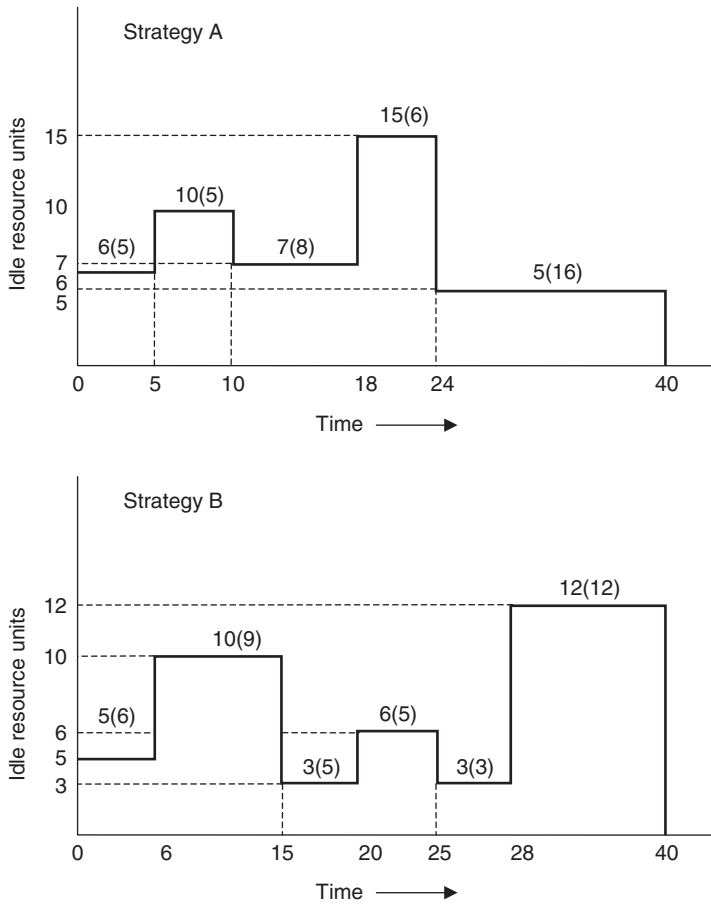 Strategy A
Idle resource units
15
10
7
6
5
15(6)
10(5)
6(5)
7(8)
5(16)
0 5 10 18 24 40
Time
Strategy B
Idle resource units
12
10
6
5
3
12(12)
10(9)
5(6)
6(5)
3(5)
3(3)
0 6 15 20 25 28 40
Time